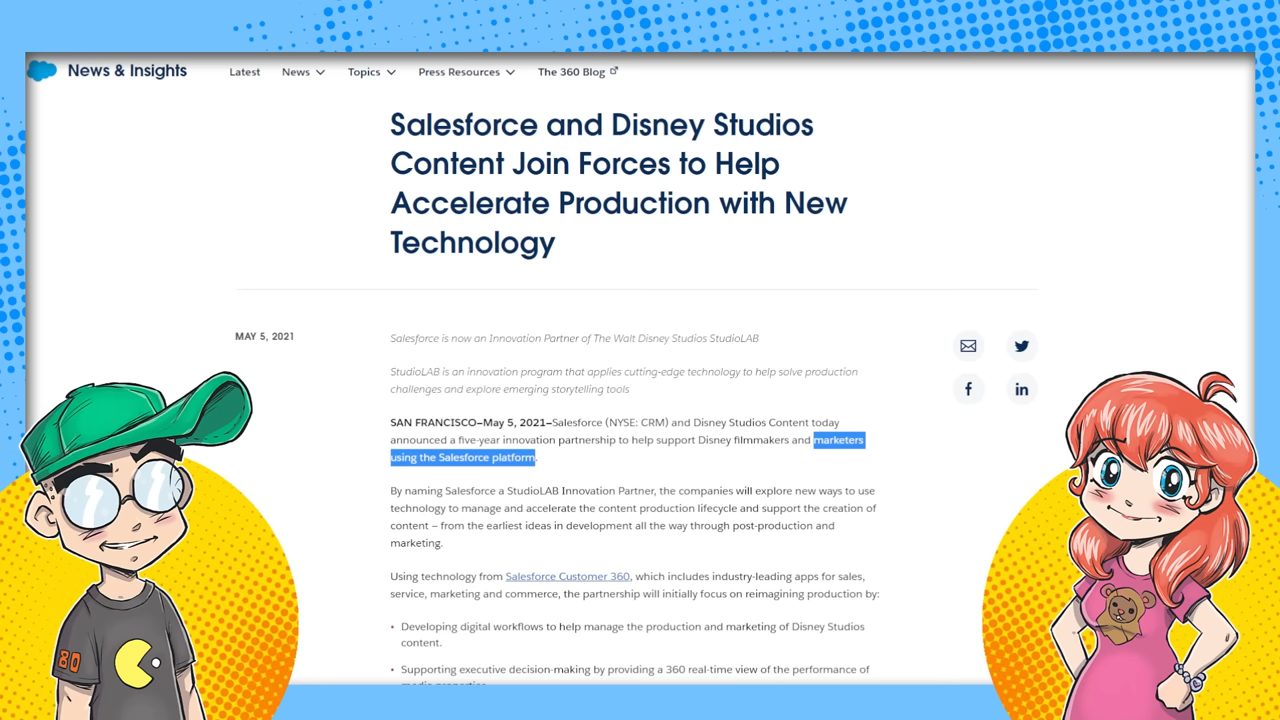 News & Insights
Latest
News
Topics
Press Resources
The 360 Blog
Salesforce and Disney Studios
Content Join Forces to Help
Accelerate Production with New
Technology
MAY 5, 2021
Salesforce is now an Innovation Partner of The Walt Disney Studios StudioLAB
StudioLAB is an innovation program that applies cutting-edge technology to help solve production
challenges and explore emerging storytelling tools
SAN FRANCISCO—May 5, 2021—Salesforce (NYSE: CRM) and Disney Studios Content today
announced a five-year innovation partnership to help support Disney filmmakers and marketers
using the Salesforce platform.
By naming Salesforce a StudioLAB Innovation Partner, the companies will explore new ways to use
technology to manage and accelerate the content production lifecycle and support the creation of
content – from the earliest ideas in development all the way through post-production and
marketing.
Using technology from Salesforce Customer 360, which includes industry-leading apps for sales,
service, marketing and commerce, the partnership will initially focus on reimagining production by:
• Developing digital workflows to help manage the production and marketing of Disney Studios
content.
• Supporting executive decision-making by providing a 360 real-time view of the performance of
media properties.
80